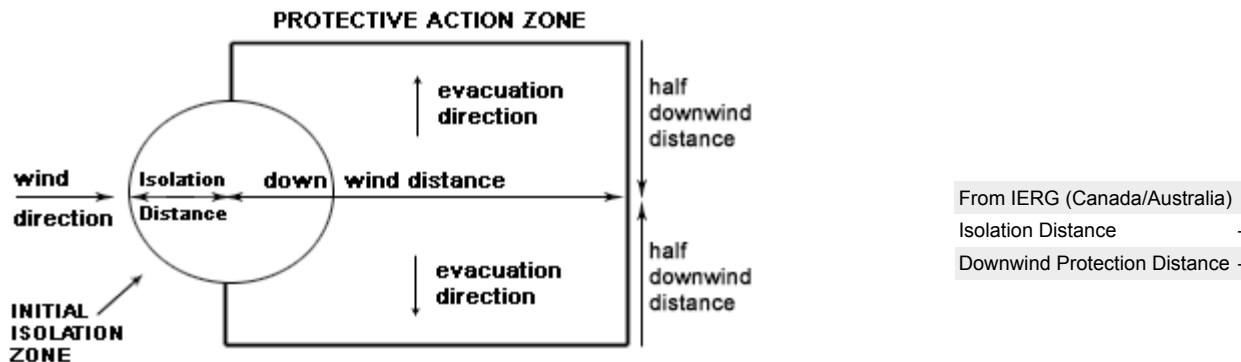 PROTECTIVE ACTION ZONE
evacuation
direction
half
downwind
distance
wind
direction
Isolation
Distance
down wind distance
evacuation
direction
half
downwind
distance
INITIAL
ISOLATION
ZONE
From IERG (Canada/Australia)
Isolation Distance -
Downwind Protection Distance -